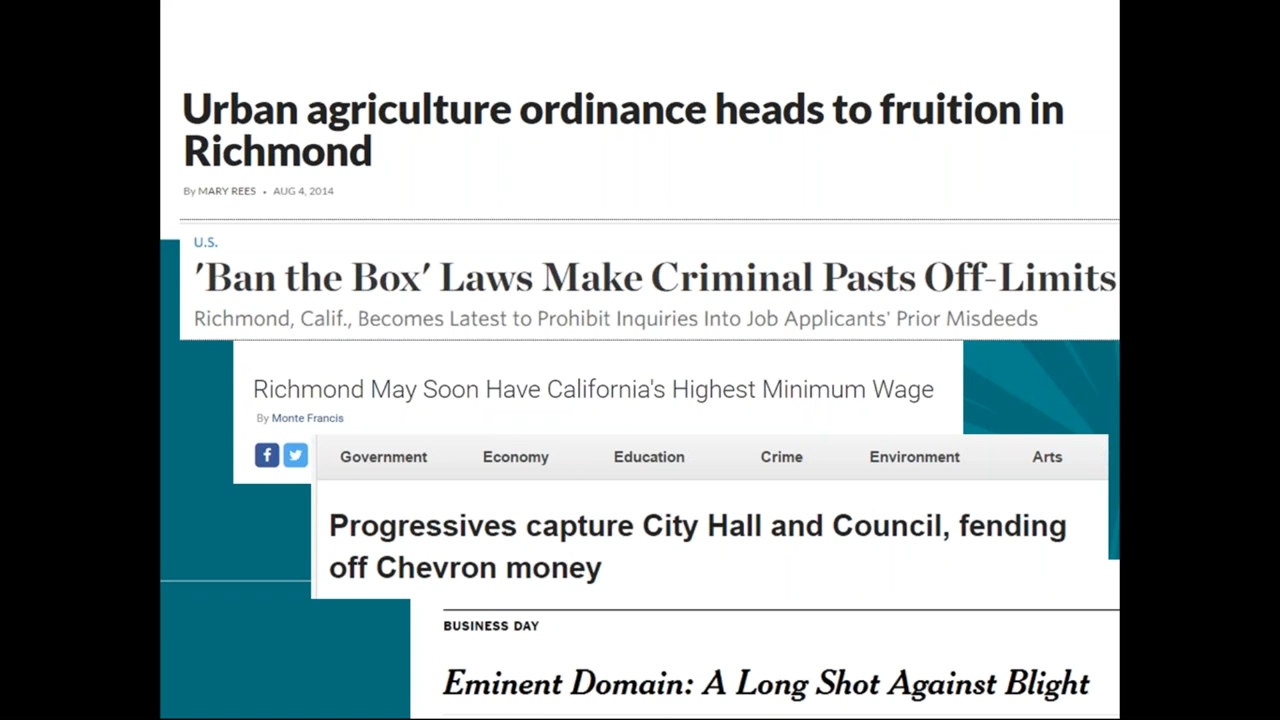 Urban agriculture ordinance heads to fruition in
Richmond
By MARY REES • AUG 4, 2014
U.S.
'Ban the Box' Laws Make Criminal Pasts Off-Limits
Richmond, Calif., Becomes Latest to Prohibit Inquiries Into Job Applicants' Prior Misdeeds
Richmond May Soon Have California's Highest Minimum Wage
By Monte Francis
Government Economy Education Crime Environment Arts
Progressives capture City Hall and Council, fending
off Chevron money
BUSINESS DAY
Eminent Domain: A Long Shot Against Blight